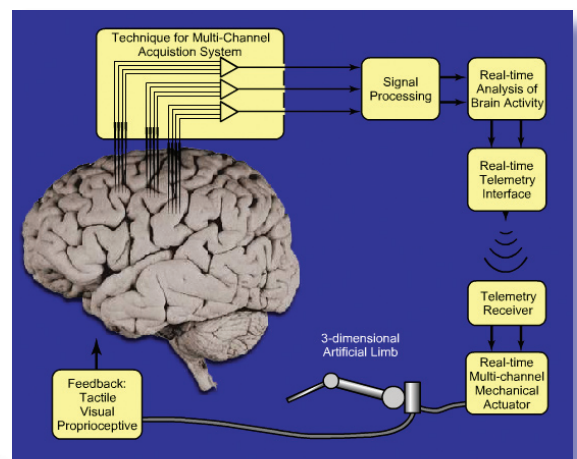 Technique for Multi-Channel
Acquistion System
Signal
Processing
Real-time
Analysis of
Brain Activity
Real-time
Telemetry
Interface
Telemetry
Receiver
3-dimensional
Artificial Limb
Real-time
Multi-channel
Mechanical
Actuator
Feedback:
Tactile
Visual
Proprioceptive